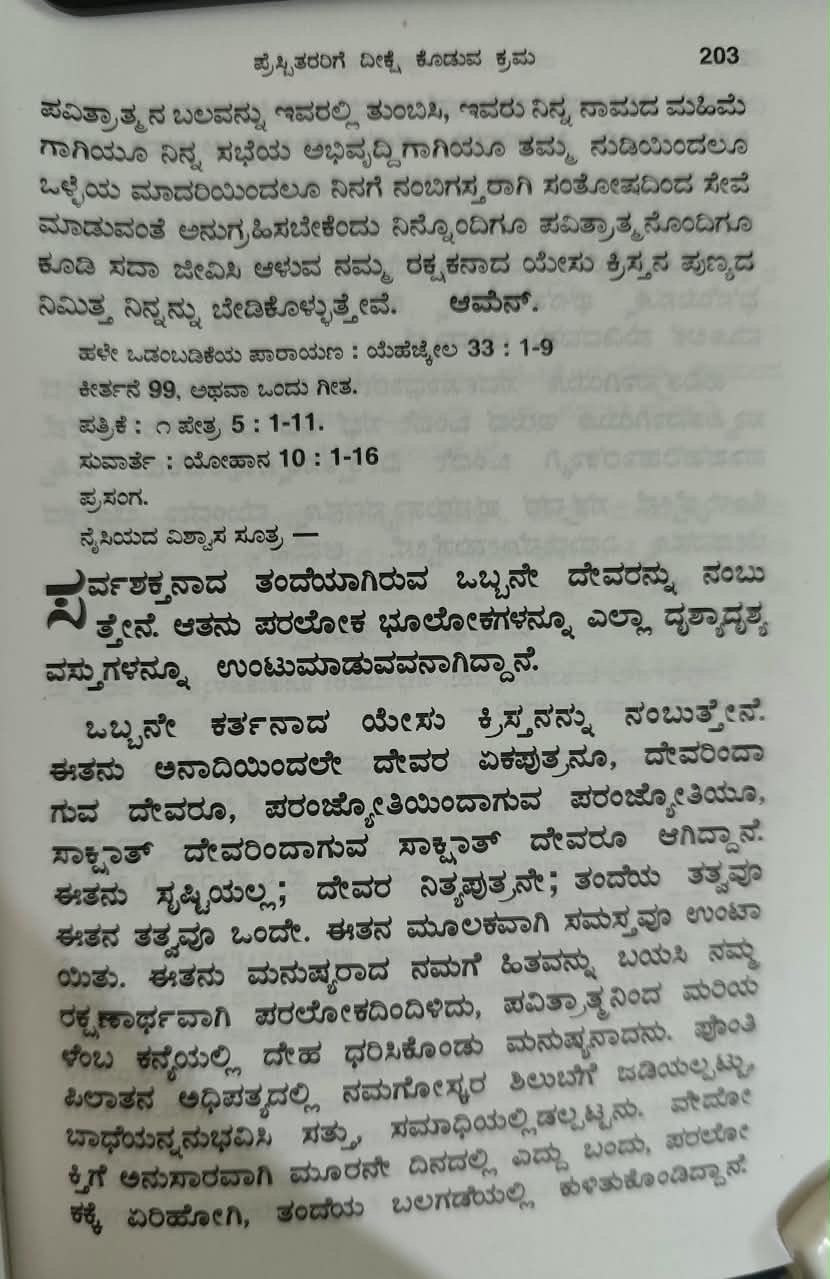 ಪ್ರೆಸ್ಬಿತರರಿಗೆ ದೀಕ್ಷೆ ಕೊಡುವ ಕ್ರಮ 203
ಪವಿತ್ರಾತ್ಮನ ಬಲವನ್ನು ಇವರಲ್ಲಿ ತುಂಬಿಸಿ, ಇವರು ನಿನ್ನ ನಾಮದ ಮಹಿಮೆ
ಗಾಗಿಯೂ ನಿನ್ನ ಸಭೆಯ ಅಭಿವೃದ್ದಿಗಾಗಿಯೂ ತಮ್ಮ ನುಡಿಯಿಂದಲೂ
ಒಳ್ಳೆಯ ಮಾದರಿಯಿಂದಲೂ ನಿನಗೆ ನಂಬಿಗಸ್ತರಾಗಿ ಸಂತೋಷದಿಂದ ಸೇವೆ
ಮಾಡುವಂತೆ ಅನುಗ್ರಹಿಸಬೇಕೆಂದು ನಿನ್ನೊಂದಿಗೂ ಪವಿತ್ರಾತ್ಮನೊಂದಿಗೂ
ಕೂಡಿ ಸದಾ ಜೀವಿಸಿ ಆಳುವ ನಮ್ಮ ರಕ್ಷಕನಾದ ಯೇಸು ಕ್ರಿಸ್ತನ ಪುಣ್ಯದ
ನಿಮಿತ್ತ ನಿನ್ನನ್ನು ಬೇಡಿಕೊಳ್ಳುತ್ತೇವೆ. ಆಮೆನ್.
ಹಳೇ ಒಡಂಬಡಿಕೆಯ ಪಾರಾಯಣ : ಯೆಹೆಜ್ಕೇಲ 33 : 1-9
ಕೀರ್ತನೆ 99, ಅಥವಾ ಒಂದು ಗೀತ.
ಪತ್ರಿಕೆ : ೧ ಪೇತ್ರ 5 : 1-11.
ಸುವಾರ್ತೆ : ಯೋಹಾನ 10 : 1-16
ಪ್ರಸಂಗ.
ನೈಸಿಯದ ವಿಶ್ವಾಸ ಸೂತ್ರ —
ಸರ್ವಶಕ್ತನಾದ ತಂದೆಯಾಗಿರುವ ಒಬ್ಬನೇ ದೇವರನ್ನು ನಂಬು
ತ್ತೇನೆ. ಆತನು ಪರಲೋಕ ಭೂಲೋಕಗಳನ್ನೂ ಎಲ್ಲಾ ದೃಶ್ಯಾದೃಶ್ಯ
ವಸ್ತುಗಳನ್ನೂ ಉಂಟುಮಾಡುವವನಾಗಿದ್ದಾನೆ.
ಒಬ್ಬನೇ ಕರ್ತನಾದ ಯೇಸು ಕ್ರಿಸ್ತನನ್ನು ನಂಬುತ್ತೇನೆ.
ಈತನು ಅನಾದಿಯಿಂದಲೇ ದೇವರ ಏಕಪುತ್ರನೂ, ದೇವರಿಂದಾ
ಗುವ ದೇವರೂ, ಪರಂಜ್ಯೋತಿಯಿಂದಾಗುವ ಪರಂಜ್ಯೋತಿಯೂ,
ಸಾಕ್ಷಾತ್ ದೇವರಿಂದಾಗುವ ಸಾಕ್ಷಾತ್ ದೇವರೂ ಆಗಿದ್ದಾನೆ.
ಈತನು ಸೃಷ್ಟಿಯಲ್ಲ; ದೇವರ ನಿತ್ಯಪುತ್ರನೇ; ತಂದೆಯ ತತ್ವವೂ
ಈತನ ತತ್ವವೂ ಒಂದೇ. ಈತನ ಮೂಲಕವಾಗಿ ಸಮಸ್ತವೂ ಉಂಟಾ
ಯಿತು. ಈತನು ಮನುಷ್ಯರಾದ ನಮಗೆ ಹಿತವನ್ನು ಬಯಸಿ ನಮ್ಮ
ರಕ್ಷಣಾರ್ಥವಾಗಿ ಪರಲೋಕದಿಂದಿಳಿದು, ಪವಿತ್ರಾತ್ಮನಿಂದ ಮರಿಯ
ಳೆಂಬ ಕನ್ಯೆಯಲ್ಲಿ ದೇಹ ಧರಿಸಿಕೊಂಡು ಮನುಷ್ಯನಾದನು. ಪೊಂತಿ
ಪಿಲಾತನ ಅಧಿಪತ್ಯದಲ್ಲಿ ನಮಗೋಸ್ಕರ ಶಿಲುಬೆಗೆ ಜಡಿಯಲ್ಪಟ್ಟು,
ಬಾಧೆಯನ್ನನುಭವಿಸಿ ಸತ್ತು, ಸಮಾಧಿಯಲ್ಲಿಡಲ್ಪಟ್ಟನು. ವೇದೋ
ಕ್ತಿಗೆ ಅನುಸಾರವಾಗಿ ಮೂರನೇ ದಿನದಲ್ಲಿ ಎದ್ದು ಬಂದು, ಪರಲೋ
ಕಕ್ಕೆ ಏರಿಹೋಗಿ, ತಂದೆಯ ಬಲಗಡೆಯಲ್ಲಿ ಕುಳಿತುಕೊಂಡಿದ್ದಾನೆ.